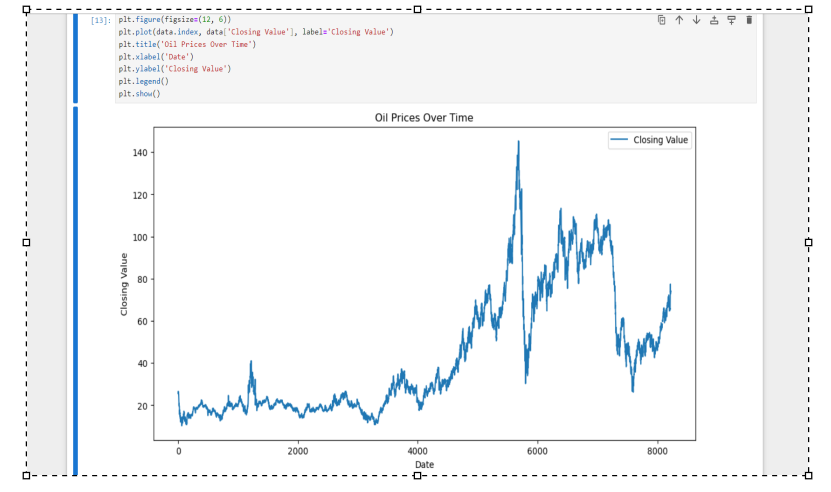 [13]: plt.figure(figsize=(12, 6))
plt.plot(data.index, data['Closing Value'], label='Closing Value')
plt.title('Oil Prices Over Time')
plt.xlabel('Date')
plt.ylabel('Closing Value')
plt.legend()
plt.show()
Oil Prices Over Time
Closing Value
140
120
100
80
60
40
20
Closing Value
0 2000 4000 6000 8000
Date